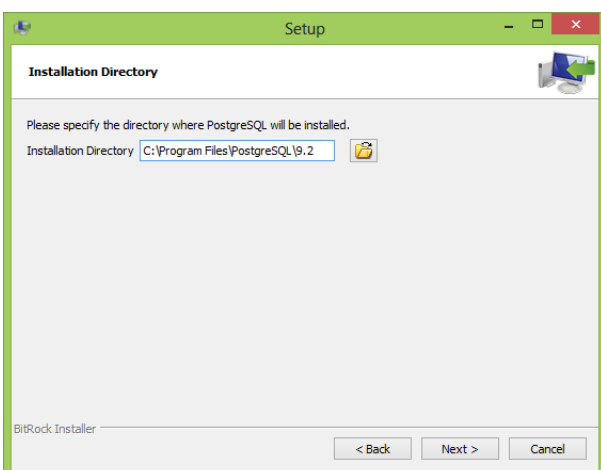 Setup
Installation Directory
Please specify the directory where PostgreSQL will be installed.
Installation Directory C:\Program Files\PostgreSQL\9.2
BitRock Installer
< Back Next > Cancel